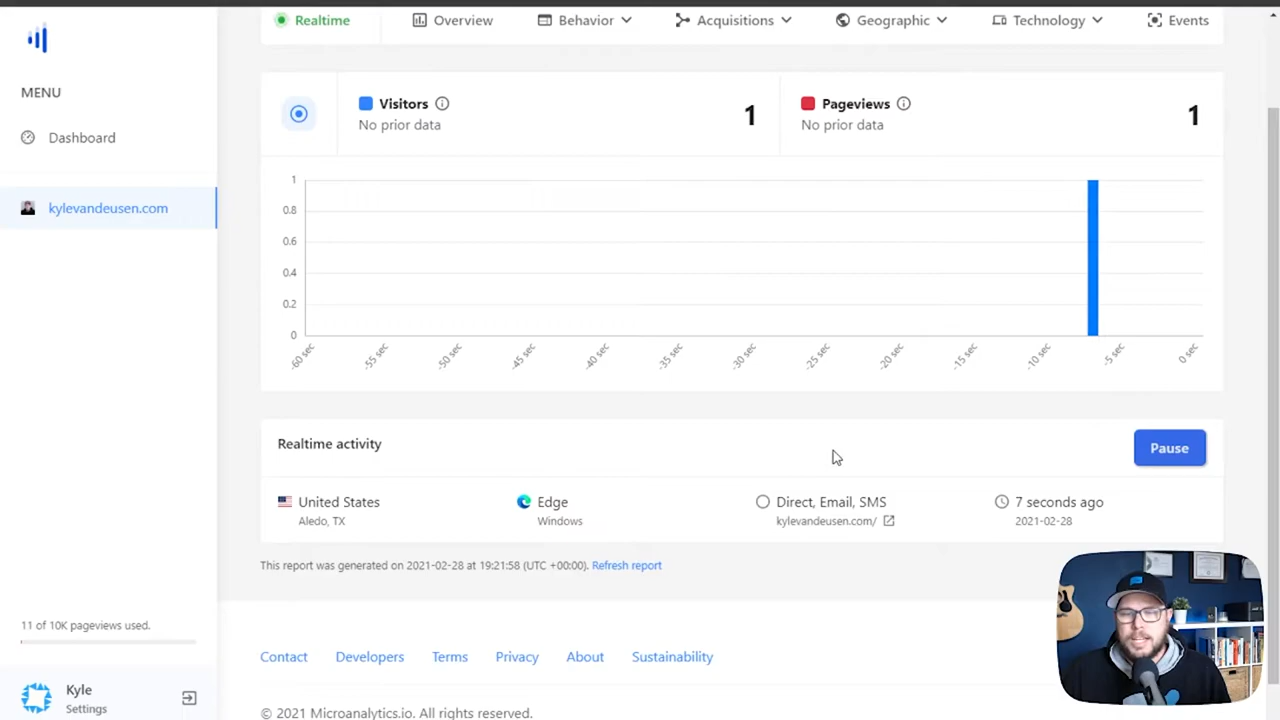 Realtime
Overview
Behavior
Acquisitions
Geographic
Technology
Events
MENU
Dashboard
kylevandeusen.com
Visitors
No prior data
1
Pageviews
No prior data
1
1
0.8
0.6
0.4
0.2
0
-60 sec
-55 sec
-50 sec
-45 sec
-40 sec
-35 sec
-30 sec
-25 sec
-20 sec
-15 sec
-10 sec
-5 sec
0 sec
Realtime activity
Pause
United States
Aledo, TX
Edge
Windows
Direct, Email, SMS
kylevandeusen.com/
7 seconds ago
2021-02-28
This report was generated on 2021-02-28 at 19:21:58 (UTC +00:00). Refresh report
11 of 10K pageviews used.
Contact
Developers
Terms
Privacy
About
Sustainability
Kyle
Settings
© 2021 Microanalytics.io. All rights reserved.